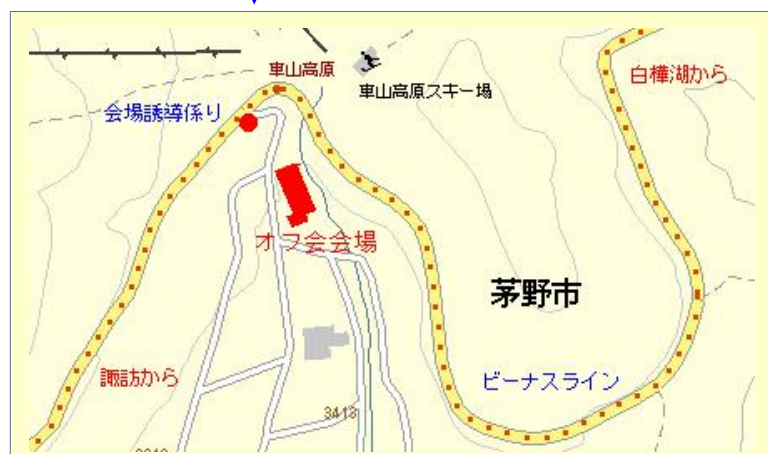 車山高原
白樺湖から
車山高原スキー場
会場誘導係り
オフ会会場
茅野市
諏訪から
ビーナスライン
3413